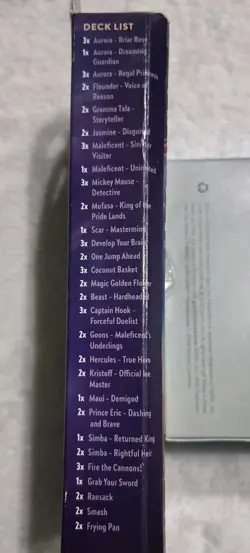 DECK LIST
3x Aurora - Briar Rose
1x Aurora - Dreaming
Guardian
3x Aurora - Regal Princess
2x Flounder - Voice of
Reason
2x Gramma Tala -
Storyteller
2x Jasmine - Disguised
3x Maleficent - Sinister
Visitor
1x Maleficent - Uninvited
3x Mickey Mouse -
Detective
2x Mufasa - King of the
Pride Lands
1x Scar - Mastermind
3x Develop Your Brain
2x One Jump Ahead
3x Coconut Basket
2x Magic Golden Flower
2x Beast - Hardheaded
3x Captain Hook -
Forceful Duelist
2x Goons - Maleficent's
Underlings
2x Hercules - True Hero
2x Kristoff - Official Ice
Master
1x Maui - Demigod
2x Prince Eric - Dashing
and Brave
1x Simba - Returned King
2x Simba - Rightful Heir
3x Fire the Cannons!
1x Grab Your Sword
2x Ransack
2x Smash
2x Frying Pan